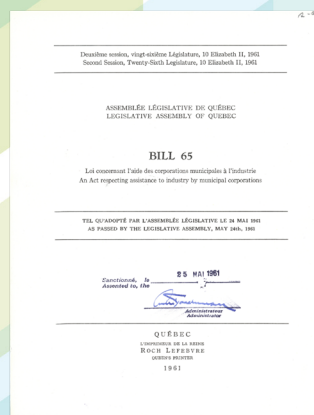 Deuxième session, vingt-sixième Législature, 10 Elizabeth II, 1961
Second Session, Twenty-Sixth Legislature, 10 Elizabeth II, 1961
ASSEMBLÉE LÉGISLATIVE DE QUÉBEC
LEGISLATIVE ASSEMBLY OF QUEBEC
BILL 65
Loi concernant l'aide des corporations municipales à l'industrie
An Act respecting assistance to industry by municipal corporations
TEL QU'ADOPTÉ PAR L'ASSEMBLÉE LÉGISLATIVE LE 24 MAI 1961
AS PASSED BY THE LEGISLATIVE ASSEMBLY, MAY 24th, 1961
25 MAI 1961
Sanctionné, le
Assented to, the
Administrateur
Administrator
QUÉBEC
L'IMPRIMEUR DE LA REINE
ROCH LEFEBVRE
QUEEN'S PRINTER
1961